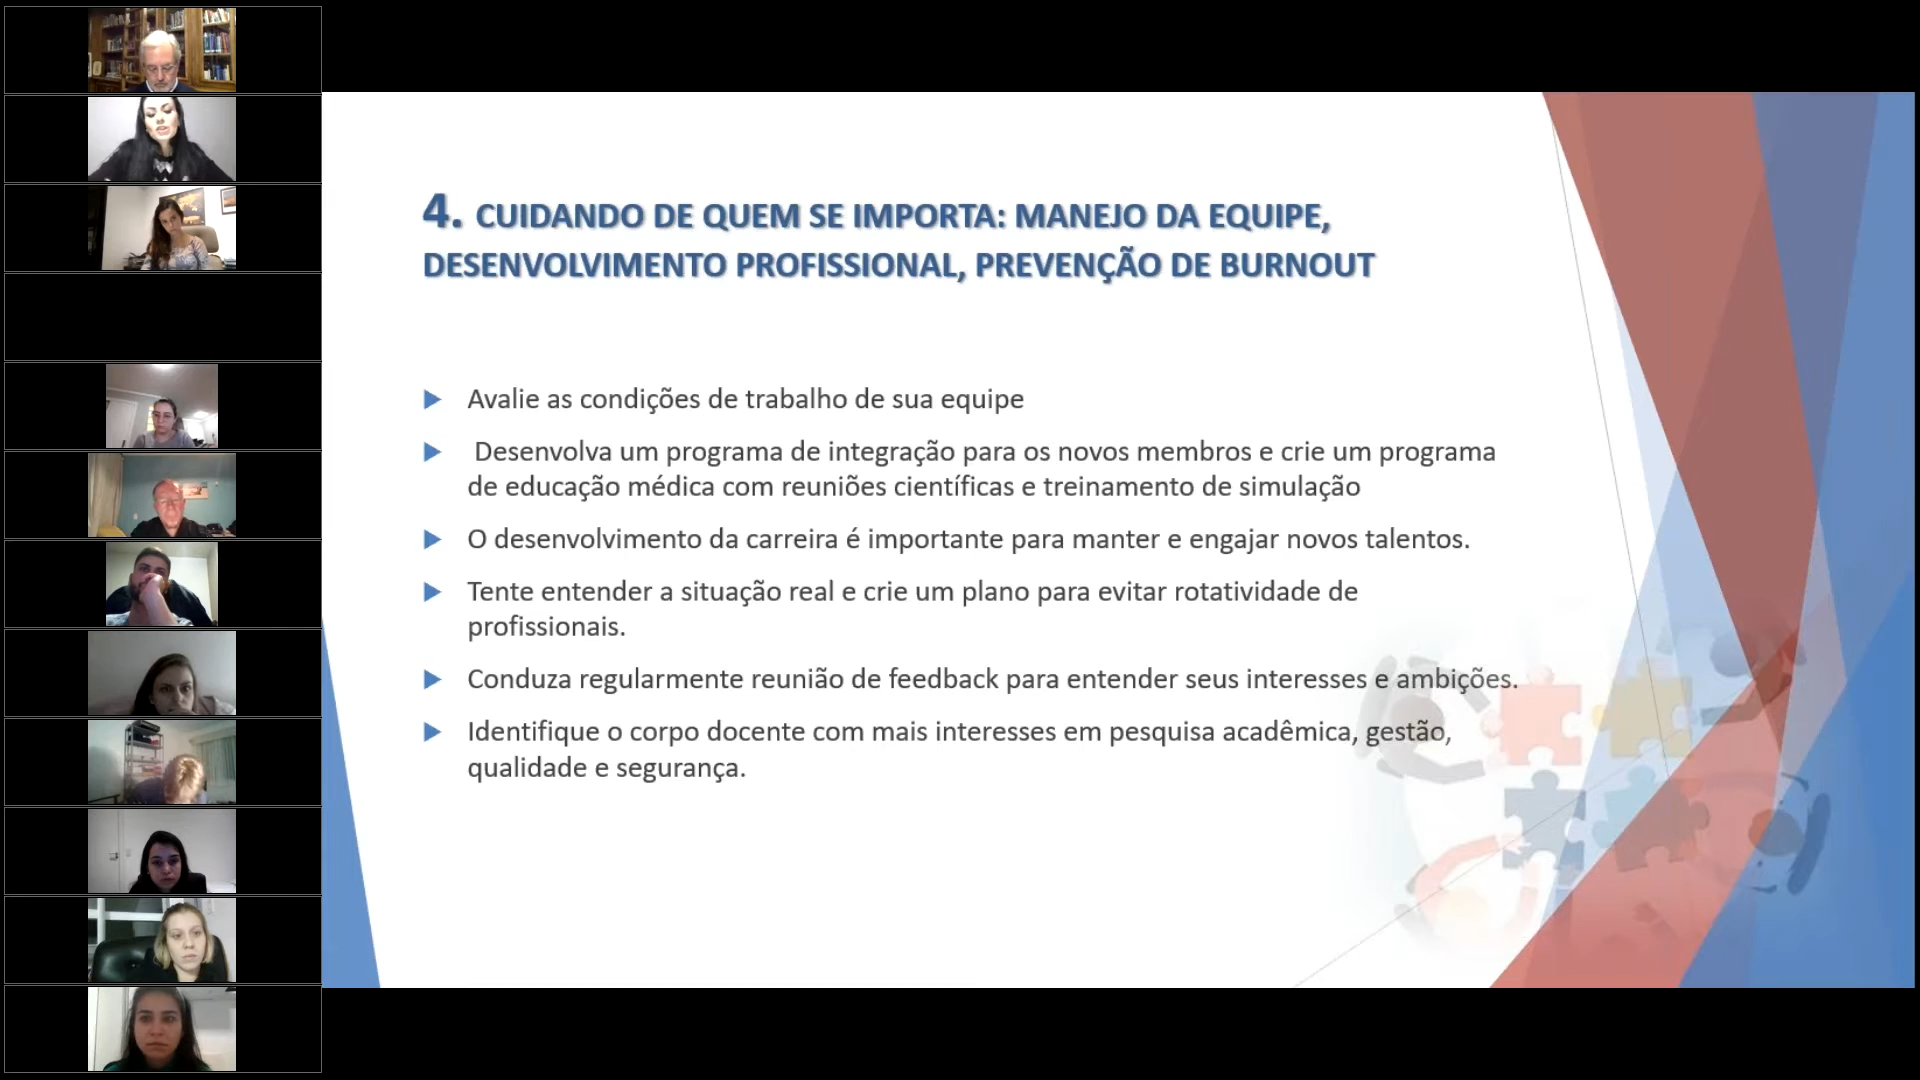 4. CUIDANDO DE QUEM SE IMPORTA: MANEJO DA EQUIPE,
DESENVOLVIMENTO PROFISSIONAL, PREVENÇÃO DE BURNOUT
Avalie as condições de trabalho de sua equipe
Desenvolva um programa de integração para os novos membros e crie um programa
de educação médica com reuniões científicas e treinamento de simulação
O desenvolvimento da carreira é importante para manter e engajar novos talentos.
Tente entender a situação real e crie um plano para evitar rotatividade de
profissionais.
Conduza regularmente reunião de feedback para entender seus interesses e ambições.
Identifique o corpo docente com mais interesses em pesquisa acadêmica, gestão,
qualidade e segurança.